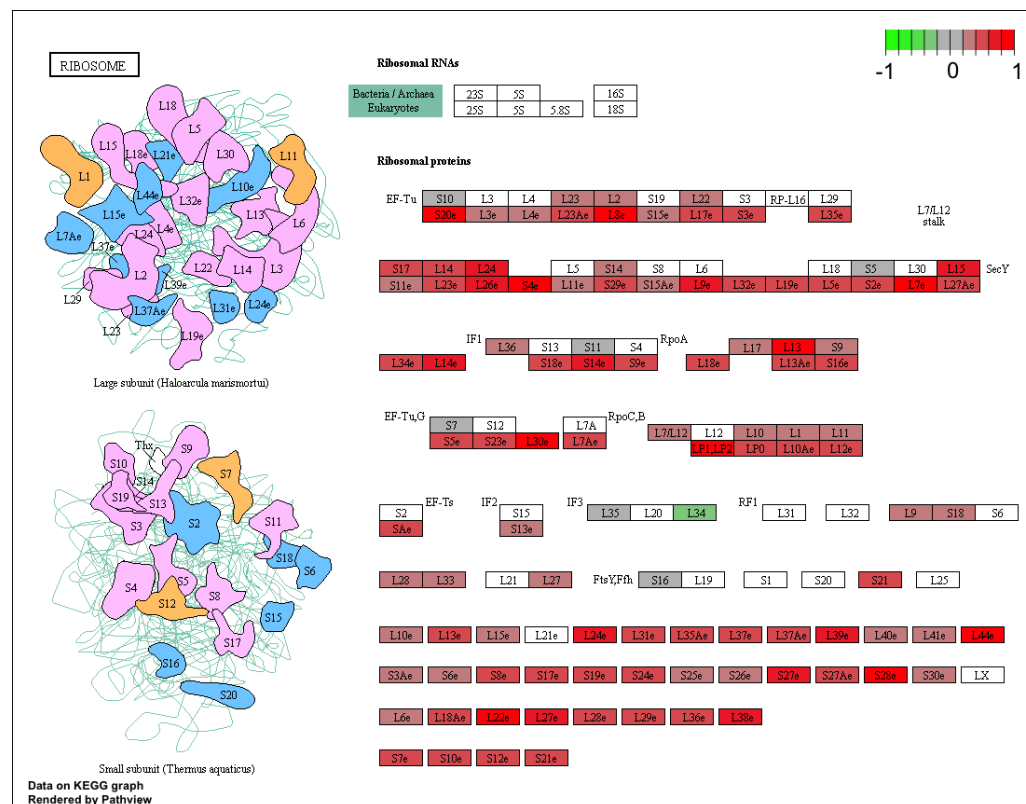 RIBOSOME
-1 0 1
Ribosomal RNAs
Bacteria / Archaea 23S 5S 16S
Eukaryotes 25S 5S 5.8S 18S
Ribosomal proteins
EF-Tu S10 L3 L4 L23 L2 S19 L22 S3 RP-L16 L29
S20e L3e L4e L23Ae L8e S15e L17e S3e L35e
L7/L12
stalk
S17 L14 L24 L5 S14 S8 L6 L18 S5 L30 L15 SecY
S11e L23e L26e S4e L11e S29e S15Ae L9e L32e L19e L5e S2e L7e L27Ae
IF1 L36 S13 S11 S4 RpoA L17 L13 S9
L34e L14e S18e S14e S9e L18e L13Ae S16e
EF-Tu,G S7 S12 L7A RpoC,B L7/L12 L12 L10 L1 L11
S5e S23e L30e L7Ae LP1,LP2 LP0 L10Ae L12e
S2 EF-Ts IF2 S15 IF3 L35 L20 L34 RF1 L31 L32 L9 S18 S6
SAe S13e
L28 L33 L21 L27 FtsY,Ffh S16 L19 S1 S20 S21 L25
L10e L13e L15e L21e L24e L31e L35Ae L37e L37Ae L39e L40e L41e L44e
S3Ae S6e S8e S17e S19e S24e S25e S26e S27e S27Ae S28e S30e LX
L6e L18Ae L22e L27e L28e L29e L36e L38e
S7e S10e S12e S21e
L18
L5
L15
L18e
L21e
L30
L11
L1
L44e
L10e
L32e
L15e
L13
L6
L7Ae
L24
L4e
L37e
L2
L22
L14
L3
L39e
L29
L37Ae
L31e
L24e
L23
L19e
Large subunit (Haloarcula marismortui)
Thx
S9
S10
S14
S7
S19
S13
S3
S2
S11
S18
S6
S4
S5
S12
S8
S15
S17
S16
S20
Small subunit (Thermus aquaticus)
Data on KEGG graph
Rendered by Pathview